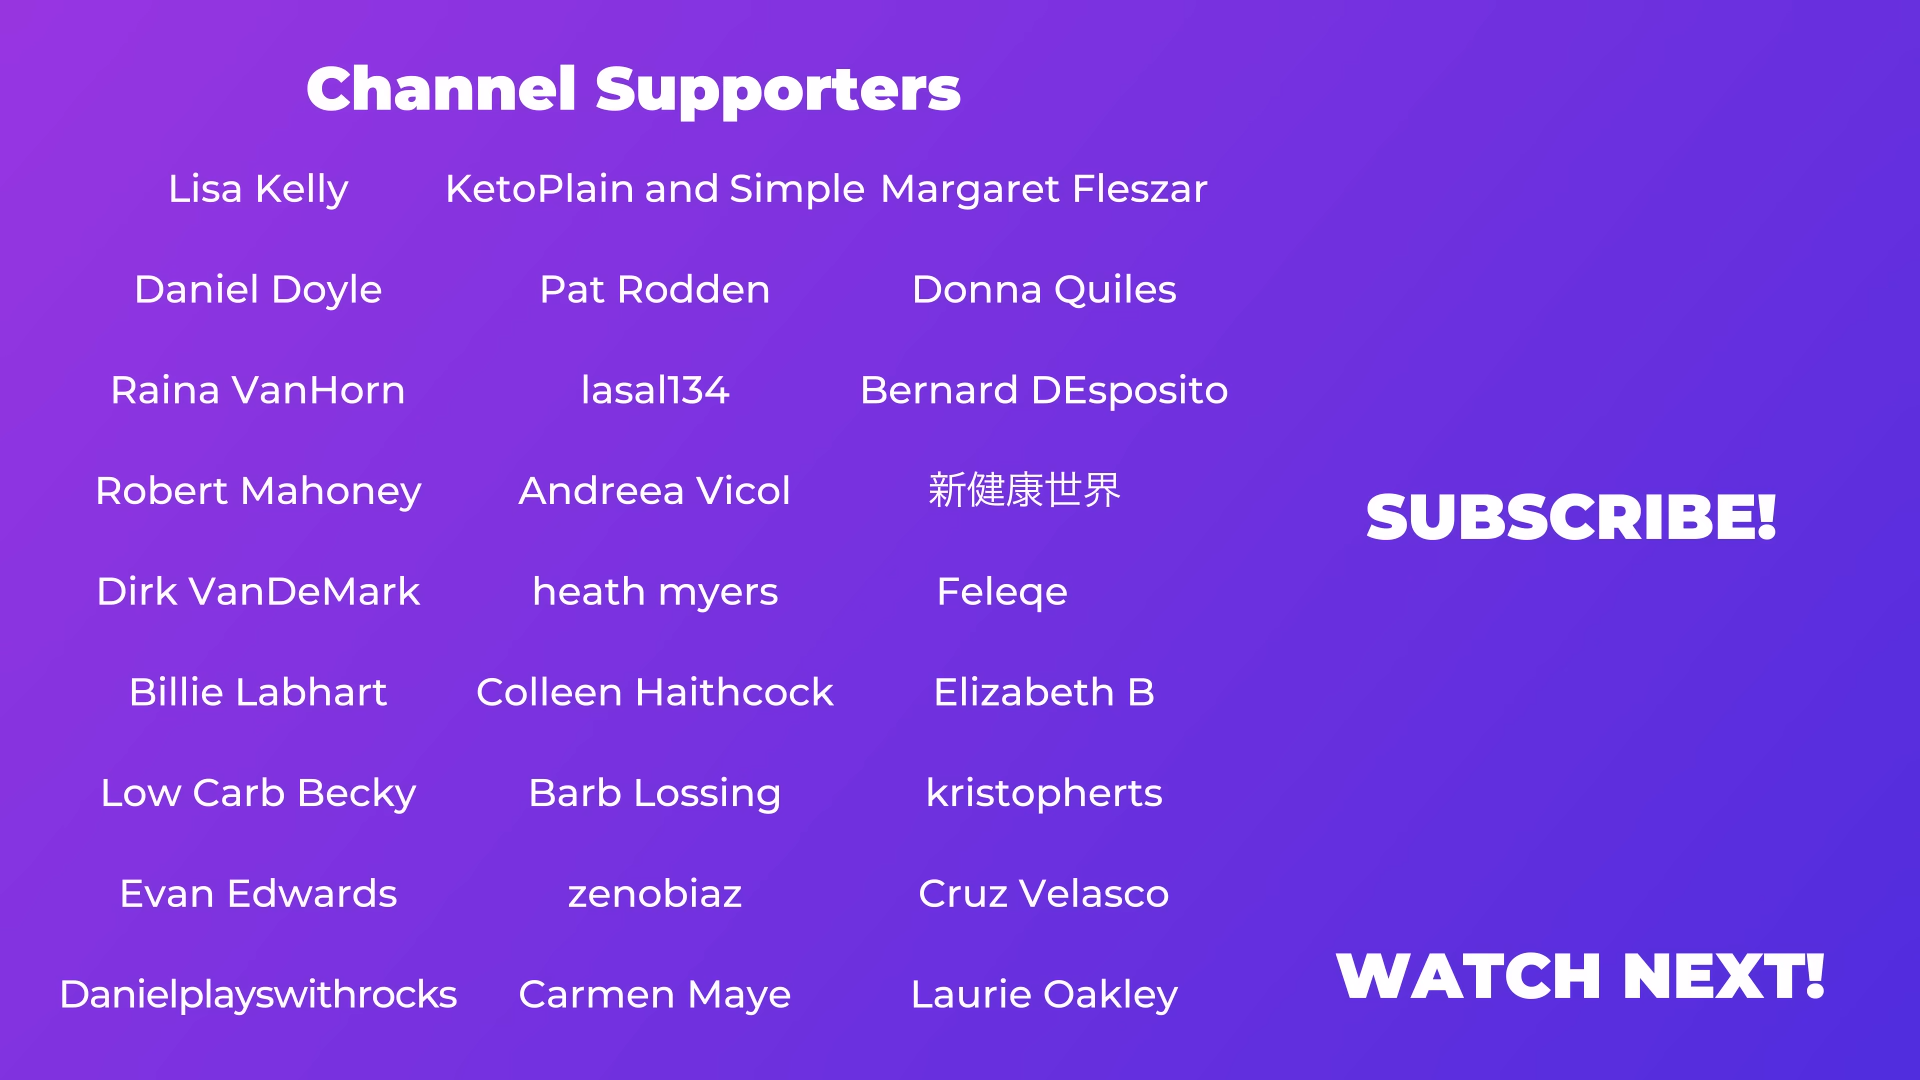 Channel Supporters
Lisa Kelly KetoPlain and Simple Margaret Fleszar
Daniel Doyle Pat Rodden Donna Quiles
Raina VanHorn lasal134 Bernard DEsposito
Robert Mahoney Andreea Vicol 新健康世界
SUBSCRIBE!
Dirk VanDeMark heath myers Feleqe
Billie Labhart Colleen Haithcock Elizabeth B
Low Carb Becky Barb Lossing kristopherts
Evan Edwards zenobiaz Cruz Velasco
Danielplayswithrocks Carmen Maye Laurie Oakley
WATCH NEXT!